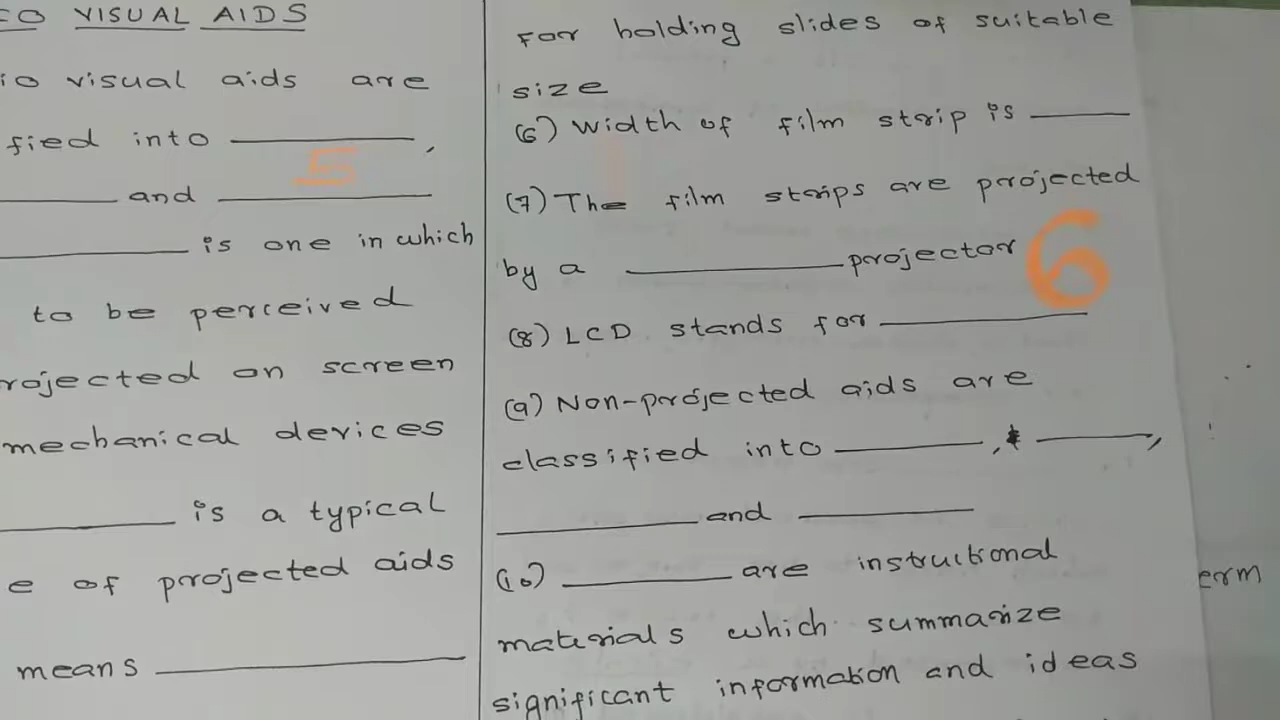 CO VISUAL AIDS
io visual aids are
fied into ________,
________ and ________
________ is one in which
to be perceived
rojected on screen
mechanical devices
________ is a typical
e of projected aids
means ________
For holding slides of suitable
size
(6) Width of film strip is ________
(7) The film strips are projected
by a ________ projector
(8) LCD stands for ________
(9) Non-projected aids are
classified into ________, & ________,
________ and ________
(10) ________ are instructional
materials which summarize
significant information and ideas
5
6
erm